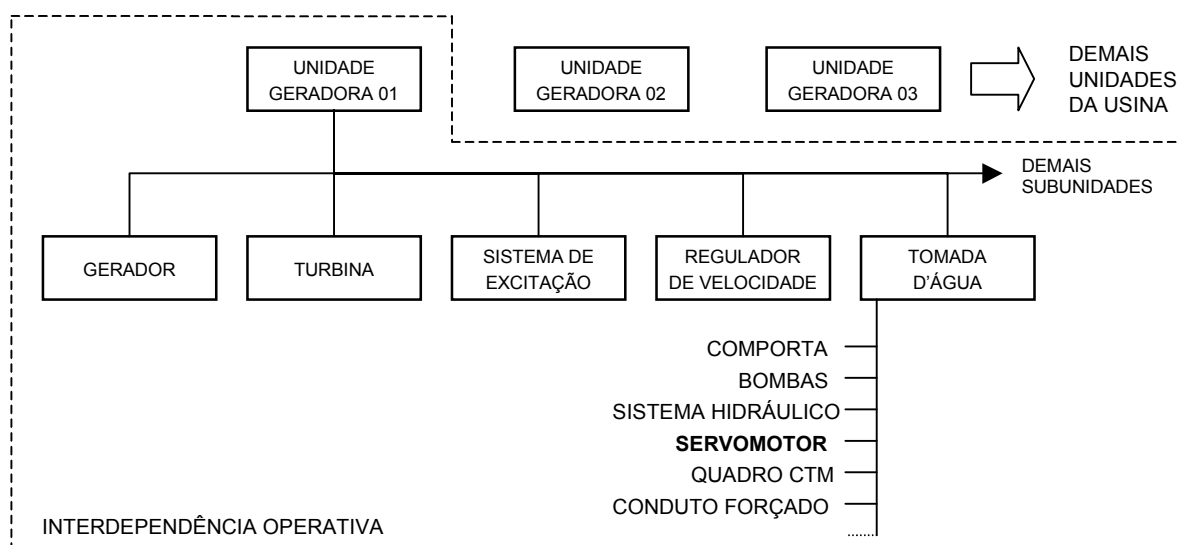 UNIDADE
GERADORA 01
UNIDADE
GERADORA 02
UNIDADE
GERADORA 03
DEMAIS
UNIDADES
DA USINA
DEMAIS
SUBUNIDADES
GERADOR
TURBINA
SISTEMA DE
EXCITAÇÃO
REGULADOR
DE VELOCIDADE
TOMADA
D’ÁGUA
COMPORTA
BOMBAS
SISTEMA HIDRÁULICO
SERVOMOTOR
QUADRO CTM
CONDUTO FORÇADO
INTERDEPENDÊNCIA OPERATIVA